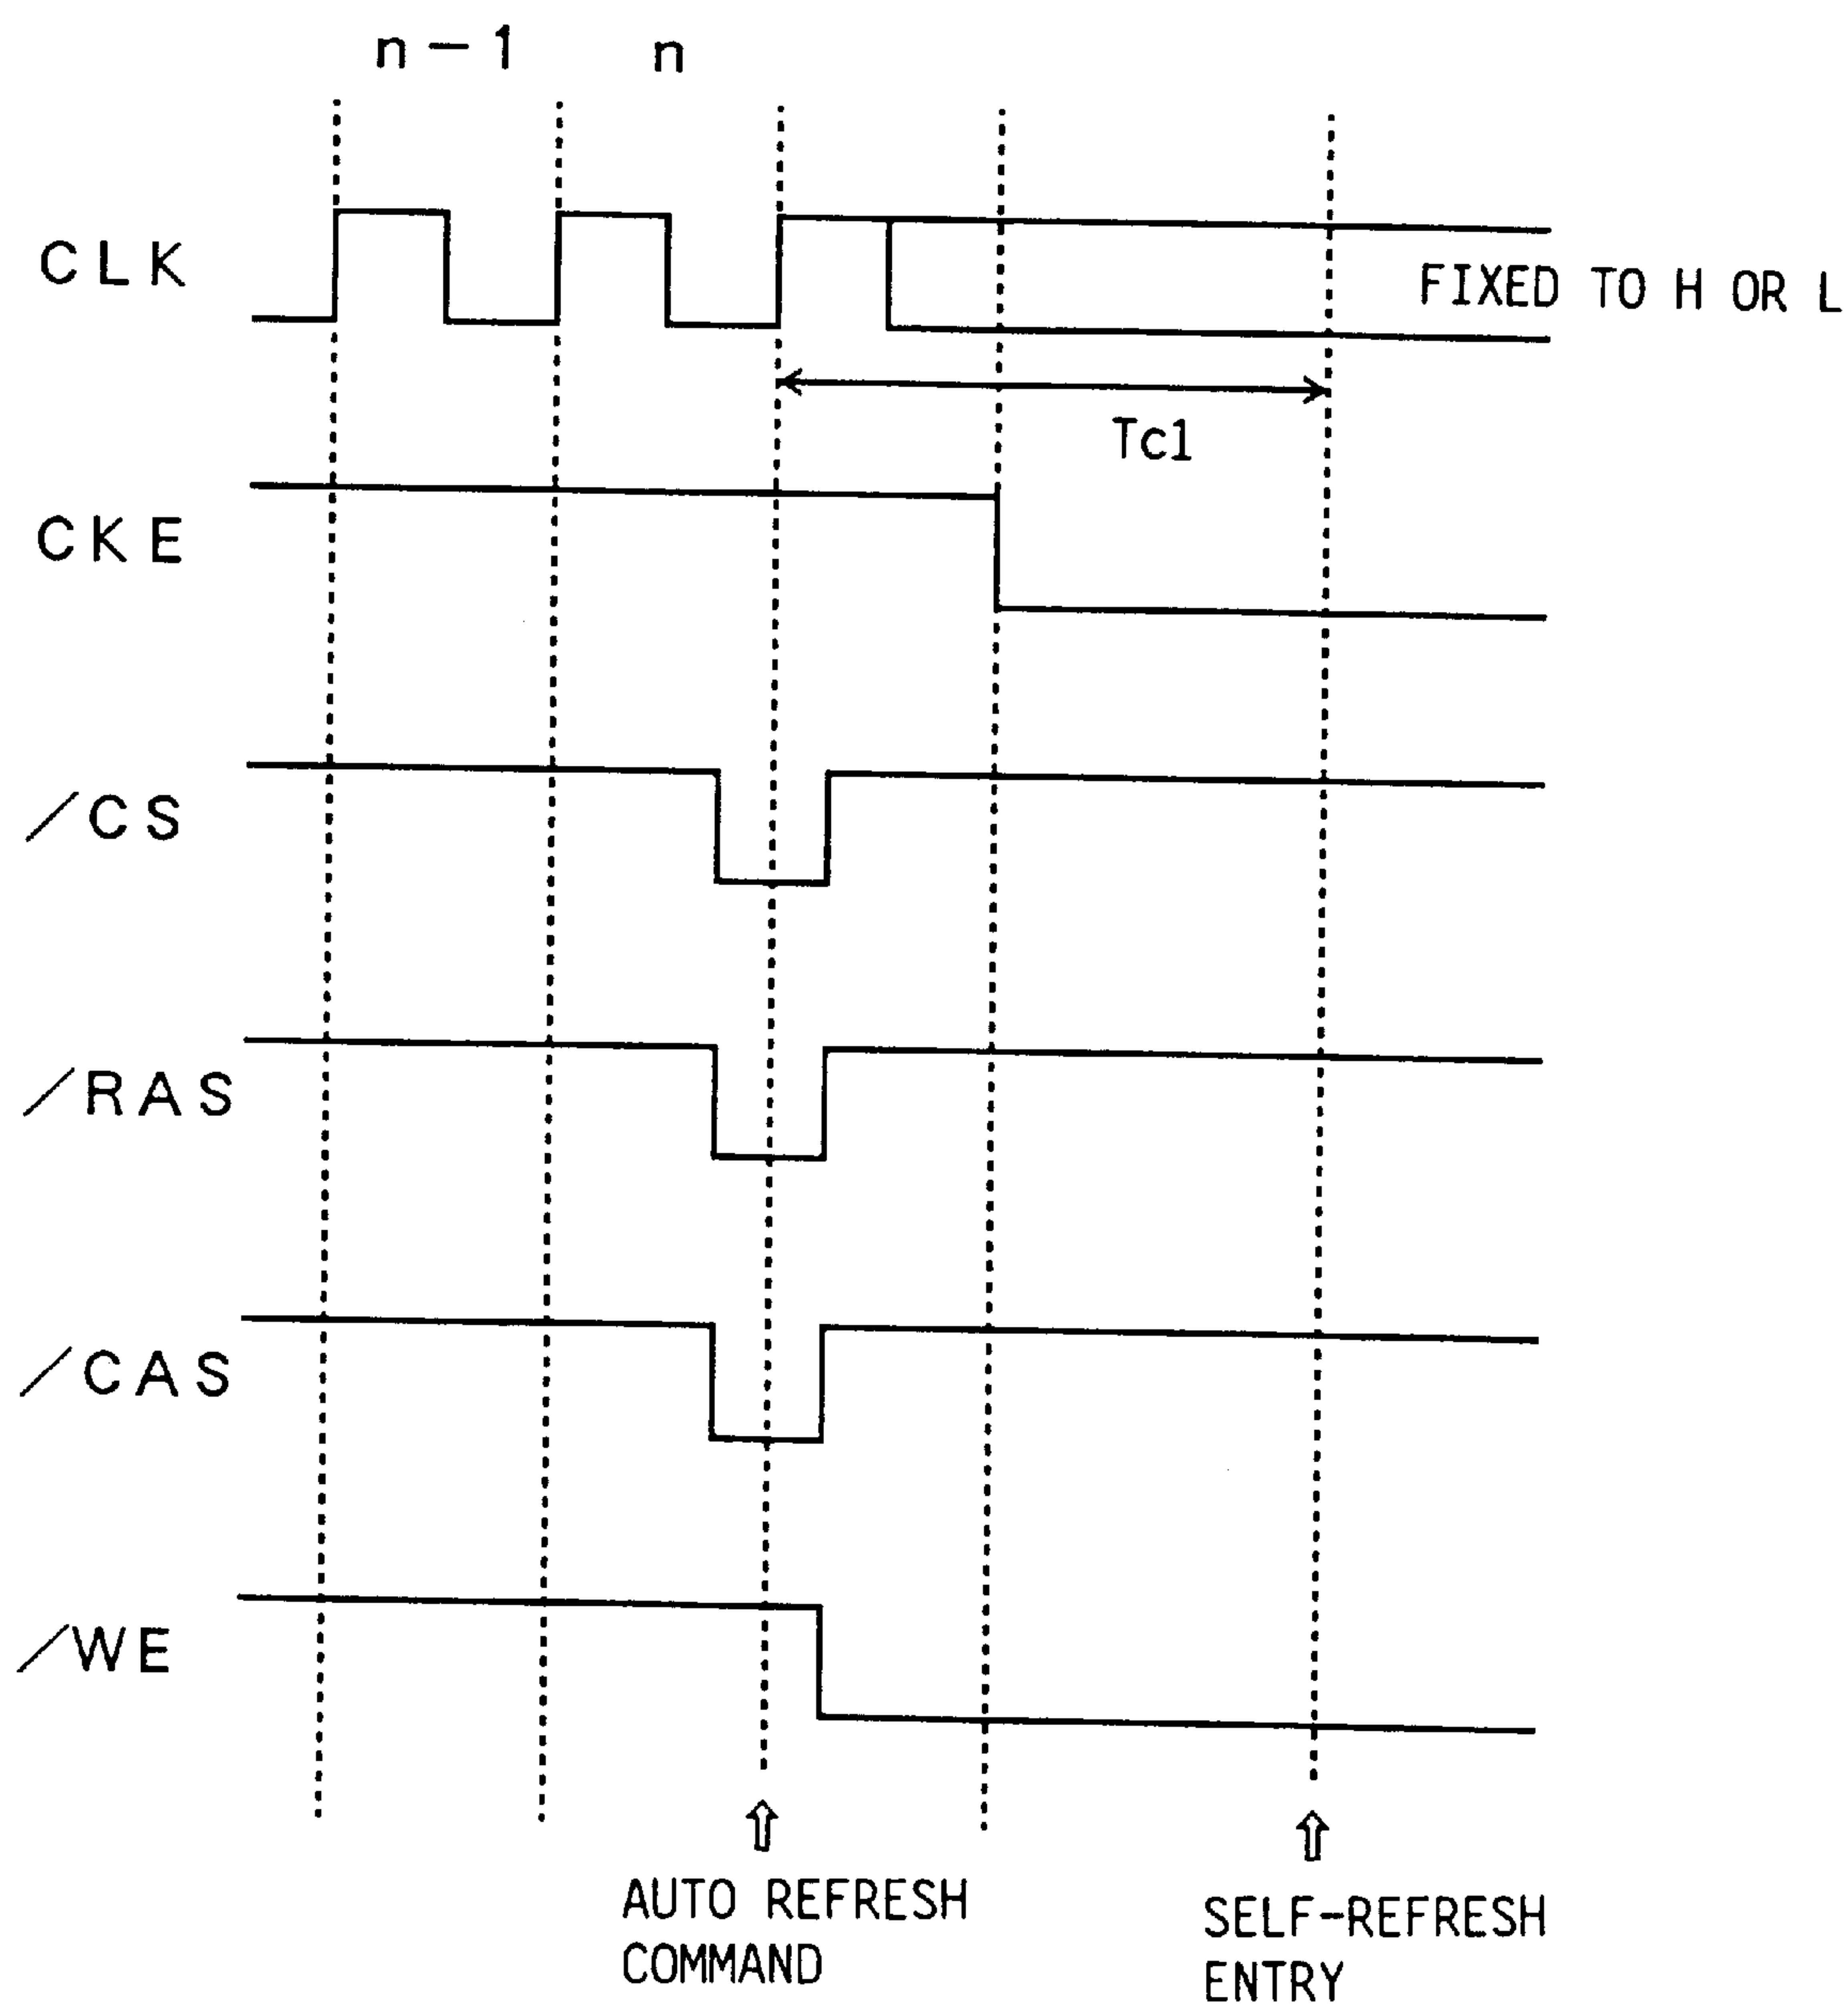 n-1 n
CLK
FIXED TO H OR L
Tc1
CKE
/CS
/RAS
/CAS
/WE
AUTO REFRESH
COMMAND
SELF-REFRESH
ENTRY